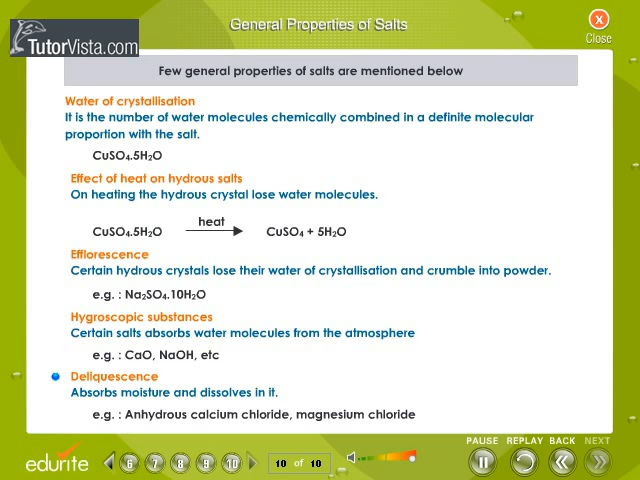 General Properties of Salts
X
Close
TutorVista.com
Few general properties of salts are mentioned below
Water of crystallisation
It is the number of water molecules chemically combined in a definite molecular
proportion with the salt.
CuSO₄.5H₂O
Effect of heat on hydrous salts
On heating the hydrous crystal lose water molecules.
heat
CuSO₄.5H₂O CuSO₄ + 5H₂O
Efflorescence
Certain hydrous crystals lose their water of crystallisation and crumble into powder.
e.g. : Na₂SO₄.10H₂O
Hygroscopic substances
Certain salts absorbs water molecules from the atmosphere
e.g. : CaO, NaOH, etc
Deliquescence
Absorbs moisture and dissolves in it.
e.g. : Anhydrous calcium chloride, magnesium chloride
PAUSE REPLAY BACK NEXT
edurite 6 7 8 9 10 10 of 10